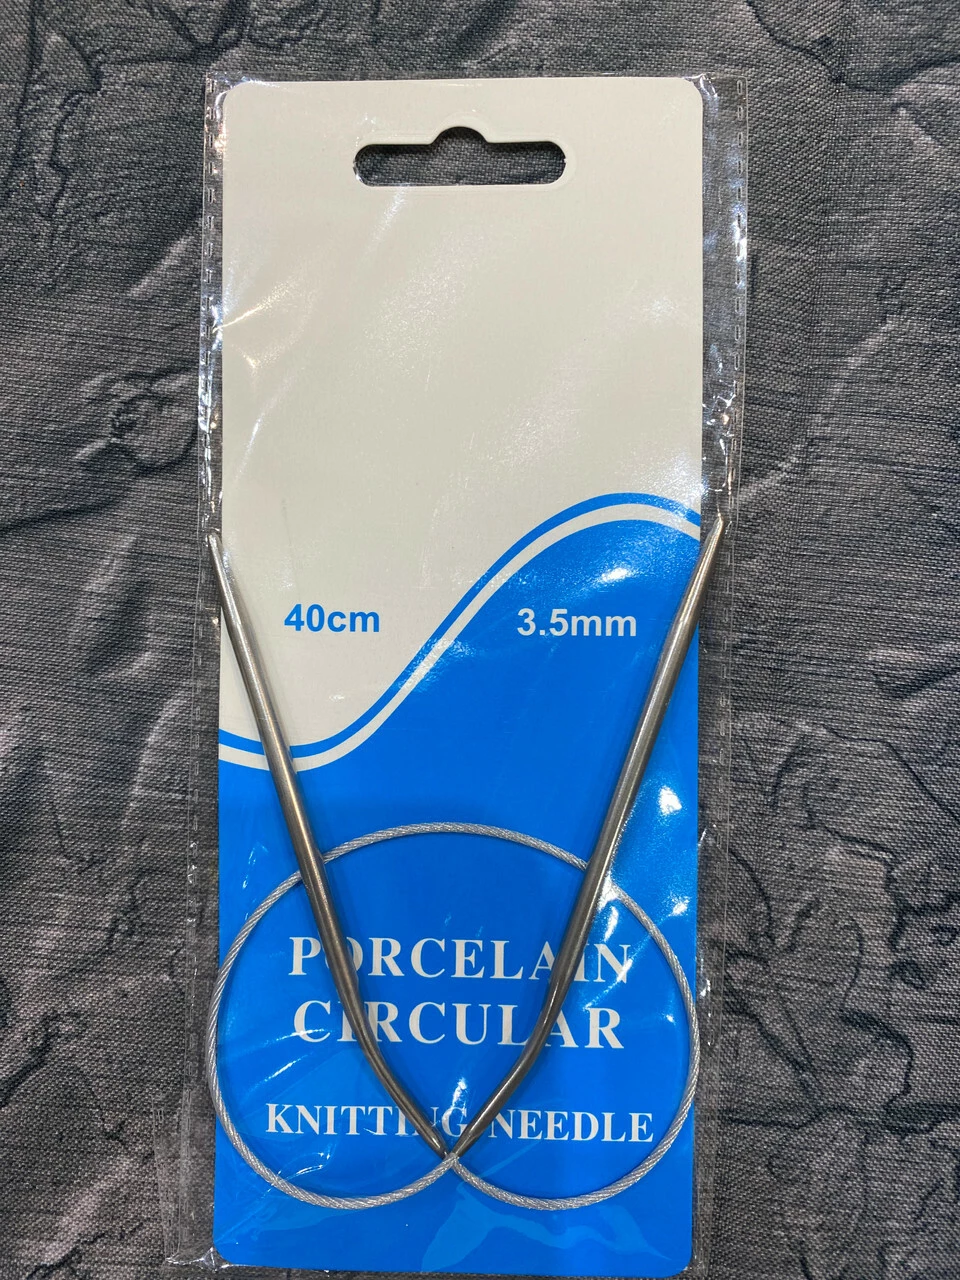 40cm 3.5mm
PORCELAIN
CIRCULAR
KNITTING NEEDLE